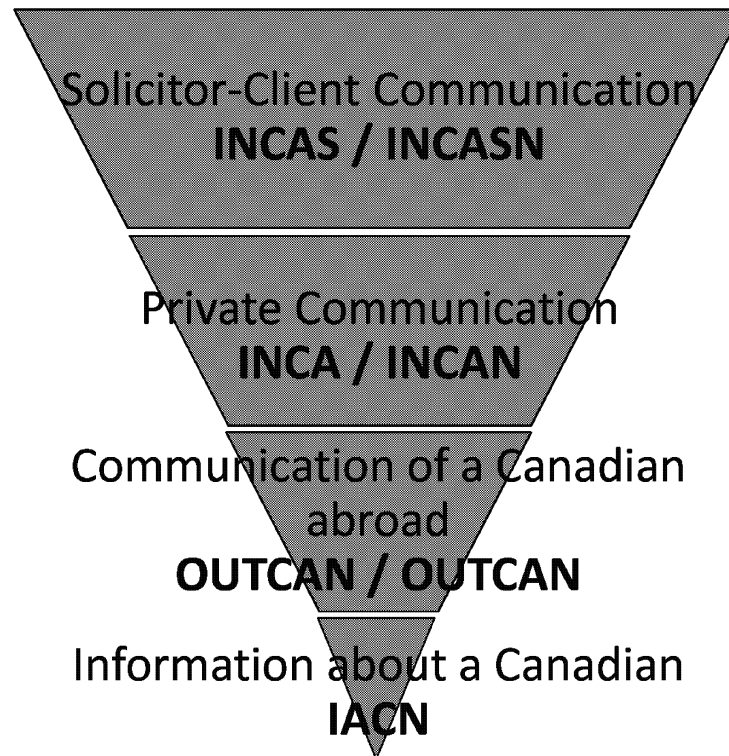 Solicitor-Client Communication
INCAS / INCASN
Private Communication
INCA / INCAN
Communication of a Canadian
abroad
OUTCAN / OUTCAN
Information about a Canadian
IACN